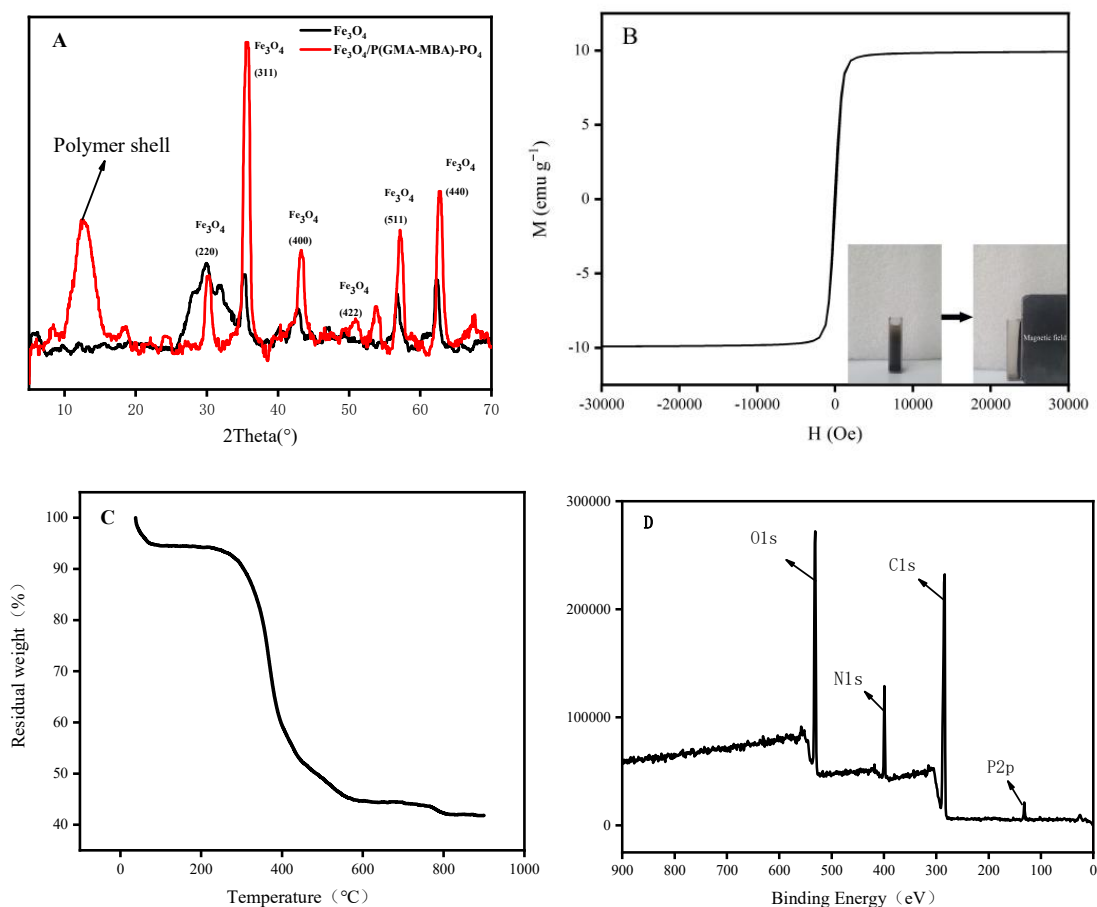 A
Fe₃O₄
Fe₃O₄/P(GMA-MBA)-PO₄
Fe₃O₄
(311)
Polymer shell
Fe₃O₄
(220)
Fe₃O₄
(400)
Fe₃O₄
(422)
Fe₃O₄
(511)
Fe₃O₄
(440)
10 20 30 40 50 60 70
2Theta(°)
B
10
5
0
-5
-10
M (emu g⁻¹)
Magnetic field
-30000 -20000 -10000 0 10000 20000 30000
H (Oe)
C
100
90
80
70
60
50
40
Residual weight（%）
0 200 400 600 800 1000
Temperature（°C）
D
300000
200000
100000
0
O1s
C1s
N1s
P2p
900 800 700 600 500 400 300 200 100 0
Binding Energy（eV）